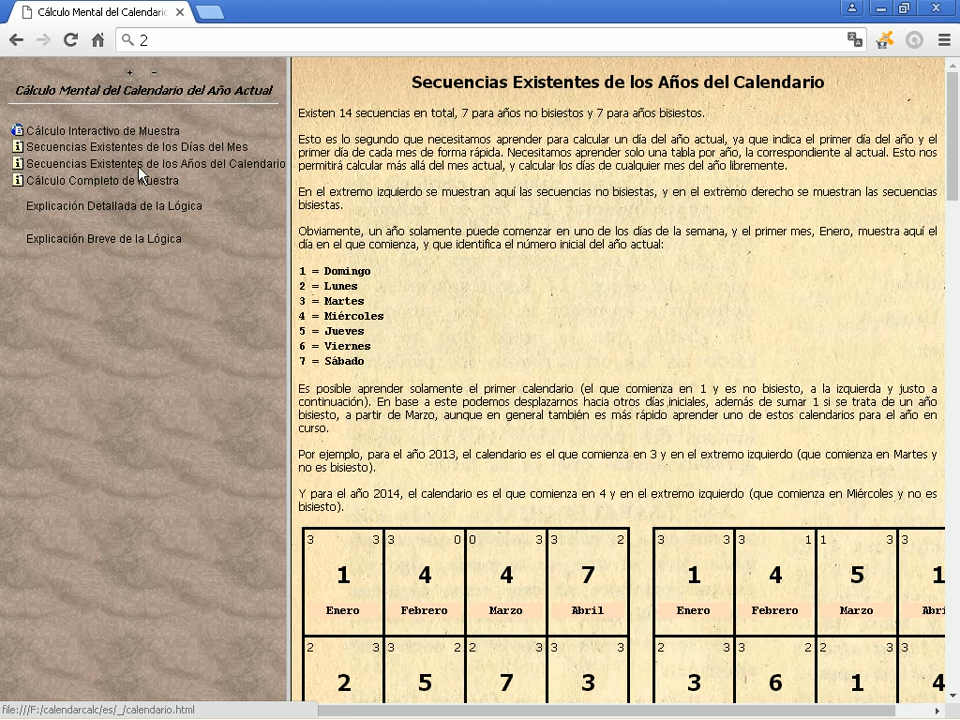 Cálculo Mental del Calendario
2
+ −
Cálculo Mental del Calendario del Año Actual
Cálculo Interactivo de Muestra
Secuencias Existentes de los Días del Mes
Secuencias Existentes de los Años del Calendario
Cálculo Completo de Muestra
Explicación Detallada de la Lógica
Explicación Breve de la Lógica
Secuencias Existentes de los Años del Calendario
Existen 14 secuencias en total, 7 para años no bisiestos y 7 para años bisiestos.
Esto es lo segundo que necesitamos aprender para calcular un día del año actual, ya que indica el primer día del año y el
primer día de cada mes de forma rápida. Necesitamos aprender solo una tabla por año, la correspondiente al actual. Esto nos
permitirá calcular más allá del mes actual, y calcular los días de cualquier mes del año libremente.
En el extremo izquierdo se muestran aquí las secuencias no bisiestas, y en el extremo derecho se muestran las secuencias
bisiestas.
Obviamente, un año solamente puede comenzar en uno de los días de la semana, y el primer mes, Enero, muestra aquí el
día en el que comienza, y que identifica el número inicial del año actual:
1 = Domingo
2 = Lunes
3 = Martes
4 = Miércoles
5 = Jueves
6 = Viernes
7 = Sábado
Es posible aprender solamente el primer calendario (el que comienza en 1 y es no bisiesto, a la izquierda y justo a
continuación). En base a este podemos desplazarnos hacia otros días iniciales, además de sumar 1 si se trata de un año
bisiesto, a partir de Marzo, aunque en general también es más rápido aprender uno de estos calendarios para el año en
curso.
Por ejemplo, para el año 2013, el calendario es el que comienza en 3 y en el extremo izquierdo (que comienza en Martes y
no es bisiesto).
Y para el año 2014, el calendario es el que comienza en 4 y en el extremo izquierdo (que comienza en Miércoles y no es
bisiesto).
3 3 3 0 0 3 3 2 3 3 3 1 1 3 3
1 4 4 7 1 4 5 1
Enero Febrero Marzo Abril Enero Febrero Marzo Abri
2 3 3 2 2 3 3 3 2 3 3 2 2 3 3
2 5 7 3 3 6 1 4
file:///F:/calendarcalc/es/_/calendario.html